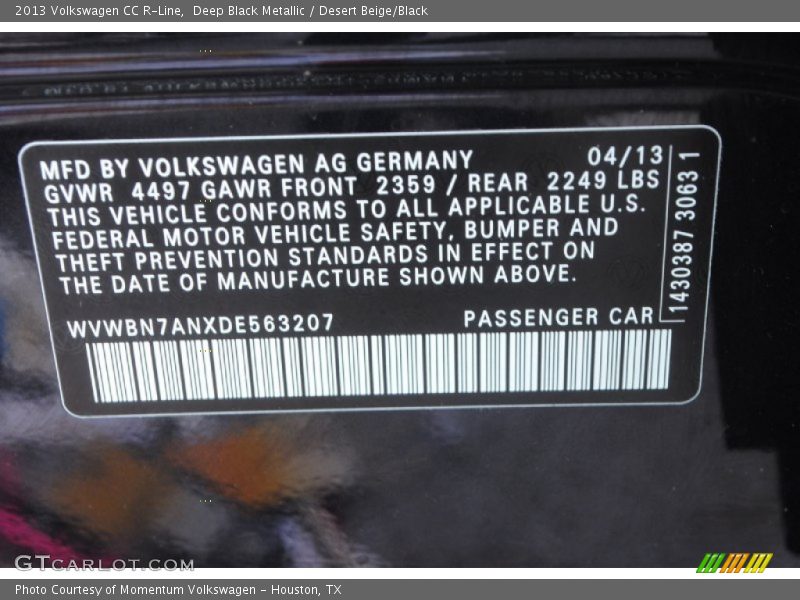 2013 Volkswagen CC R-Line,  Deep Black Metallic / Desert Beige/Black
MFD BY VOLKSWAGEN AG GERMANY 04/13
GVWR 4497 GAWR FRONT 2359 / REAR 2249 LBS
THIS VEHICLE CONFORMS TO ALL APPLICABLE U.S.
FEDERAL MOTOR VEHICLE SAFETY, BUMPER AND
THEFT PREVENTION STANDARDS IN EFFECT ON
THE DATE OF MANUFACTURE SHOWN ABOVE.
WVWBN7ANXDE563207 PASSENGER CAR
1430387 3063 1
GTCARLOT.COM
Photo Courtesy of Momentum Volkswagen - Houston, TX